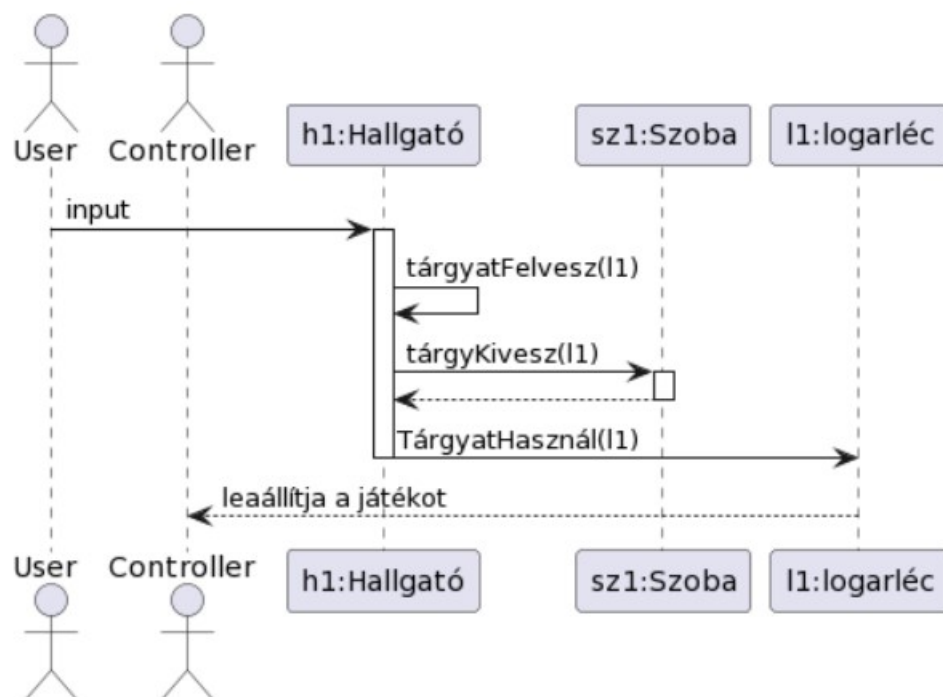 User
Controller
h1:Hallgató
sz1:Szoba
l1:logarléc
input
tárgyatFelvesz(l1)
tárgyKivesz(l1)
TárgyatHasznál(l1)
leaállítja a játékot
User
Controller
h1:Hallgató
sz1:Szoba
l1:logarléc